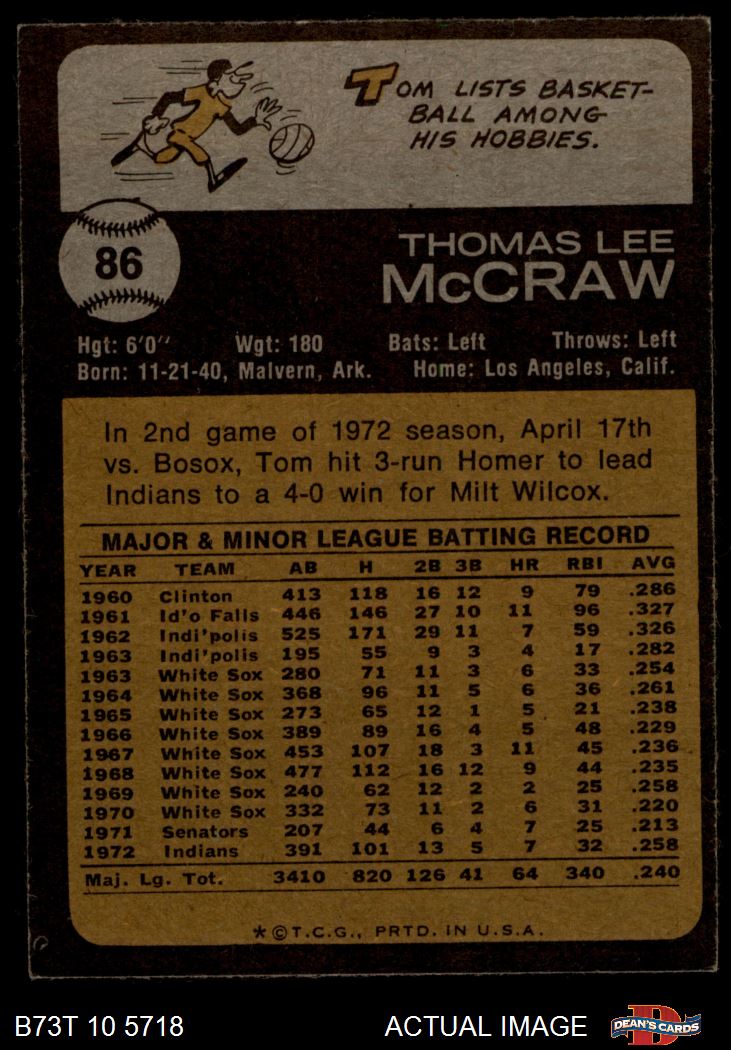 TOM LISTS BASKET-
BALL AMONG
HIS HOBBIES.
86
THOMAS LEE
McCRAW
Hgt: 6'0" Wgt: 180 Bats: Left Throws: Left
Born: 11-21-40, Malvern, Ark. Home: Los Angeles, Calif.
In 2nd game of 1972 season, April 17th
vs. Bosox, Tom hit 3-run Homer to lead
Indians to a 4-0 win for Milt Wilcox.
MAJOR & MINOR LEAGUE BATTING RECORD
YEAR TEAM AB H 2B 3B HR RBI AVG
1960 Clinton 413 118 16 12 9 79 .286
1961 Id'o Falls 446 146 27 10 11 96 .327
1962 Indi'polis 525 171 29 11 7 59 .326
1963 Indi'polis 195 55 9 3 4 17 .282
1963 White Sox 280 71 11 3 6 33 .254
1964 White Sox 368 96 11 5 6 36 .261
1965 White Sox 273 65 12 1 5 21 .238
1966 White Sox 389 89 16 4 5 48 .229
1967 White Sox 453 107 18 3 11 45 .236
1968 White Sox 477 112 16 12 9 44 .235
1969 White Sox 240 62 12 2 2 25 .258
1970 White Sox 332 73 11 2 6 31 .220
1971 Senators 207 44 6 4 7 25 .213
1972 Indians 391 101 13 5 7 32 .258
Maj. Lg. Tot. 3410 820 126 41 64 340 .240
*©T.C.G., PRTD. IN U.S.A.
B73T 10 5718 ACTUAL IMAGE DEAN'S CARDS